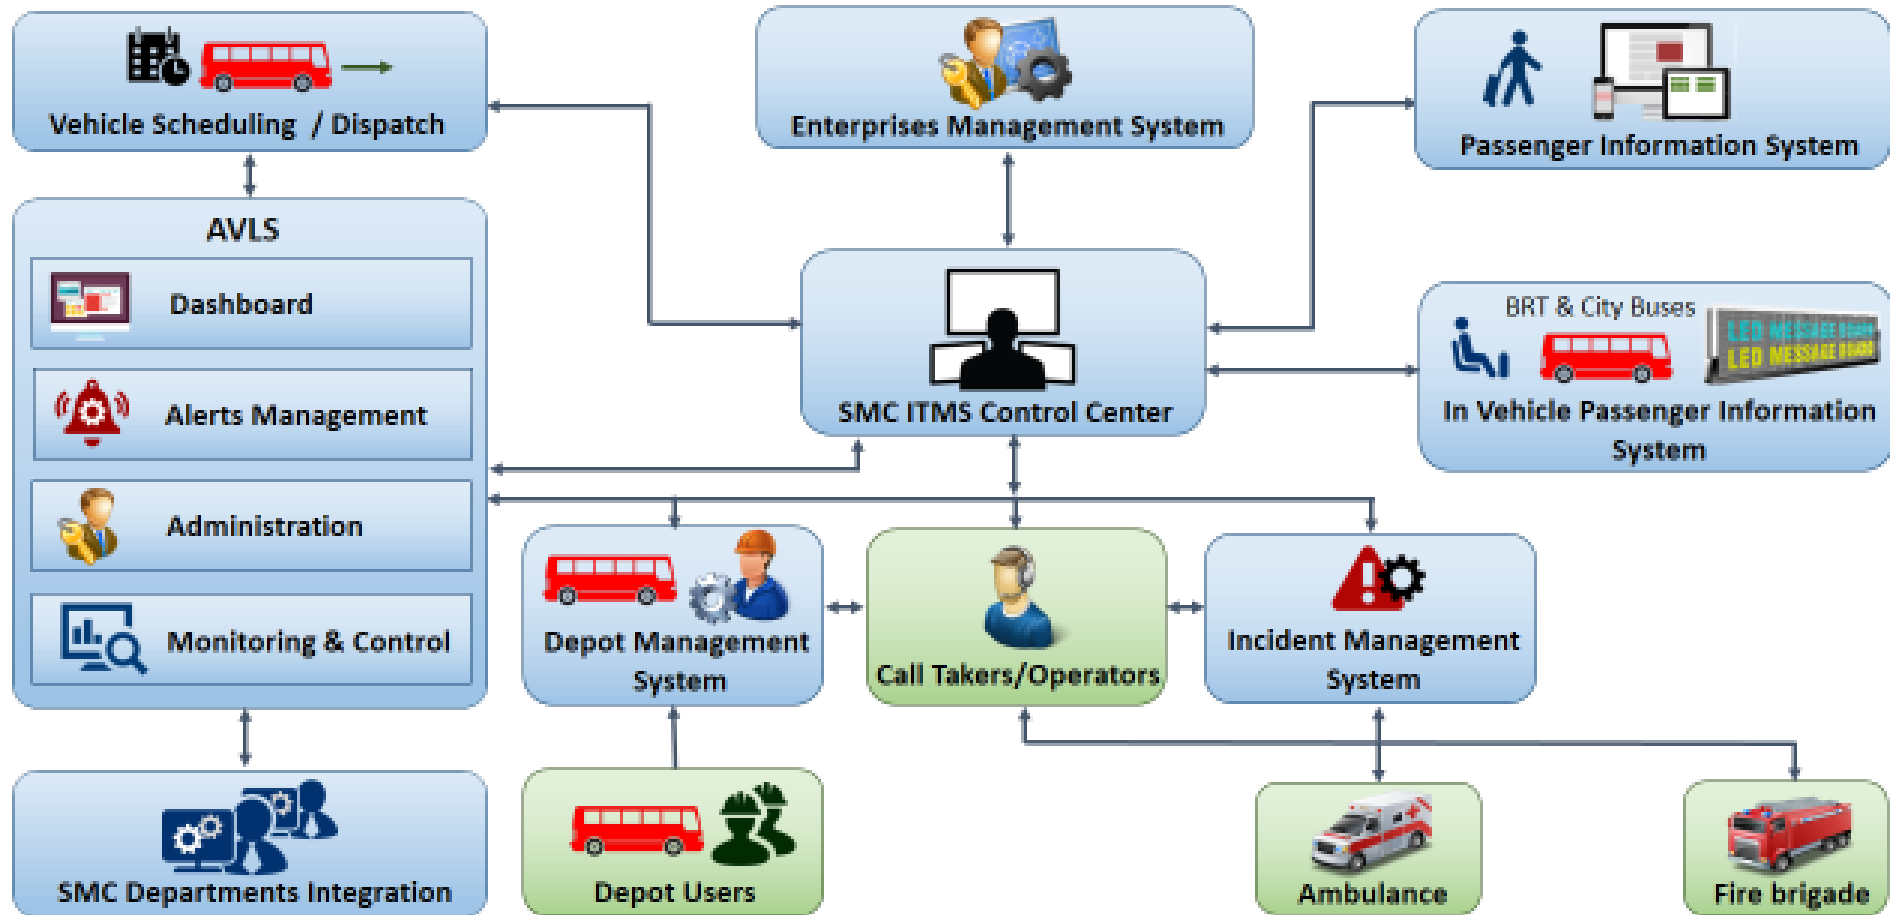 Vehicle Scheduling / Dispatch
Enterprises Management System
Passenger Information System
AVLS
Dashboard
Alerts Management
Administration
Monitoring & Control
SMC ITMS Control Center
BRT & City Buses
LED MESSAGE BOARD
LED MESSAGE BOARD
In Vehicle Passenger Information
System
Depot Management
System
Call Takers/Operators
Incident Management
System
SMC Departments Integration
Depot Users
Ambulance
Fire brigade